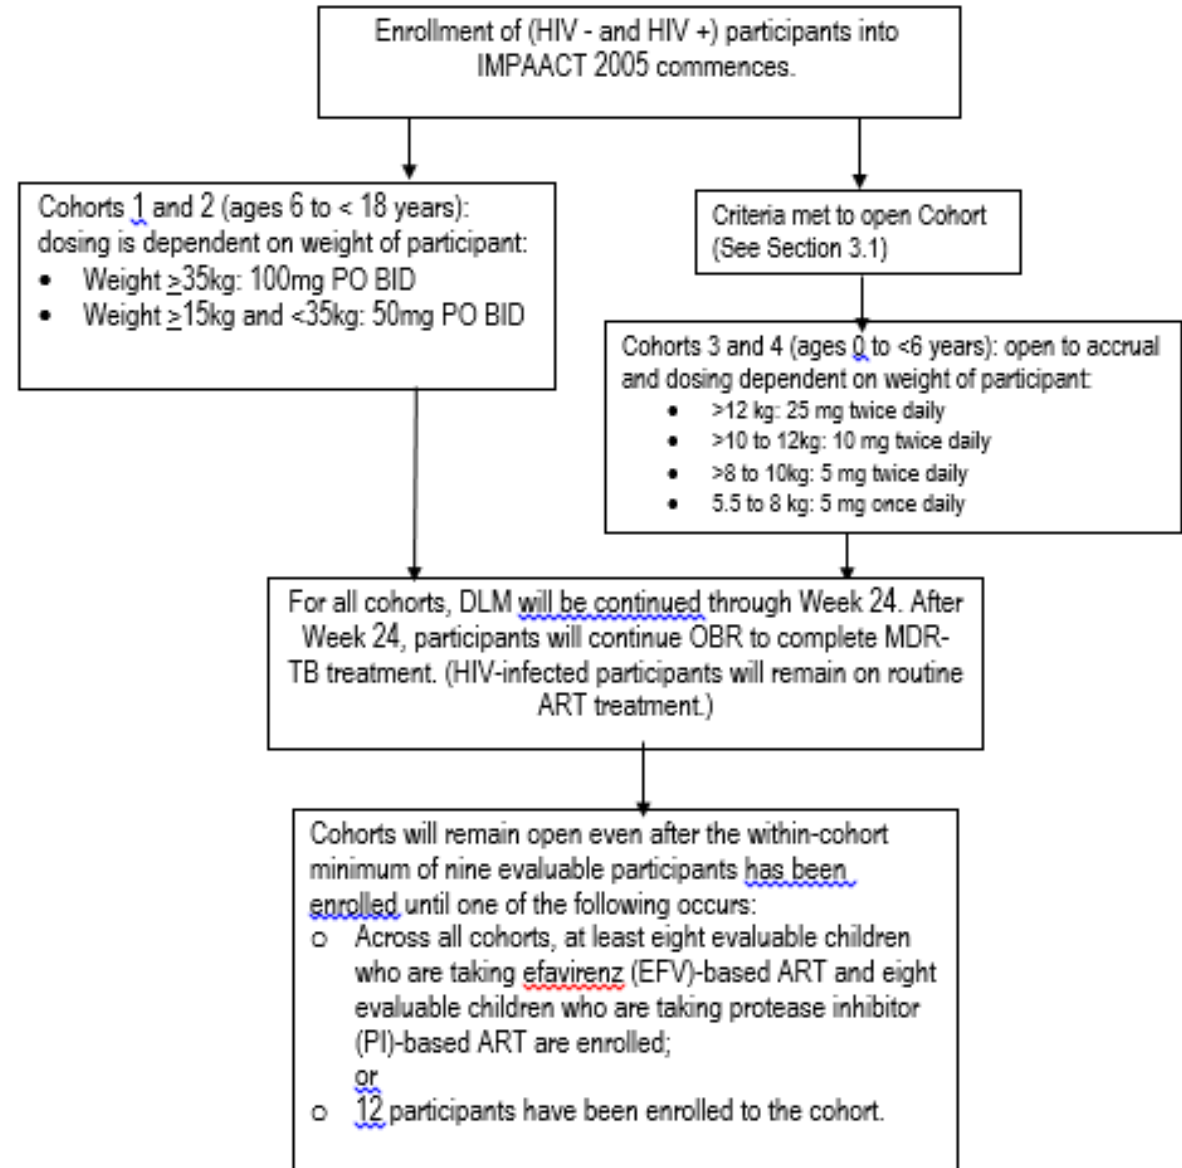 Enrollment of (HIV - and HIV +) participants into
IMPAACT 2005 commences.
Cohorts 1 and 2 (ages 6 to < 18 years):
dosing is dependent on weight of participant:
• Weight ≥35kg: 100mg PO BID
• Weight ≥15kg and <35kg: 50mg PO BID
Criteria met to open Cohort
(See Section 3.1)
Cohorts 3 and 4 (ages 0 to <6 years): open to accrual
and dosing dependent on weight of participant:
• >12 kg: 25 mg twice daily
• >10 to 12kg: 10 mg twice daily
• >8 to 10kg: 5 mg twice daily
• 5.5 to 8 kg: 5 mg once daily
For all cohorts, DLM will be continued through Week 24. After
Week 24, participants will continue OBR to complete MDR-
TB treatment. (HIV-infected participants will remain on routine
ART treatment.)
Cohorts will remain open even after the within-cohort
minimum of nine evaluable participants has been
enrolled until one of the following occurs:
o Across all cohorts, at least eight evaluable children
who are taking efavirenz (EFV)-based ART and eight
evaluable children who are taking protease inhibitor
(PI)-based ART are enrolled;
or
o 12 participants have been enrolled to the cohort.